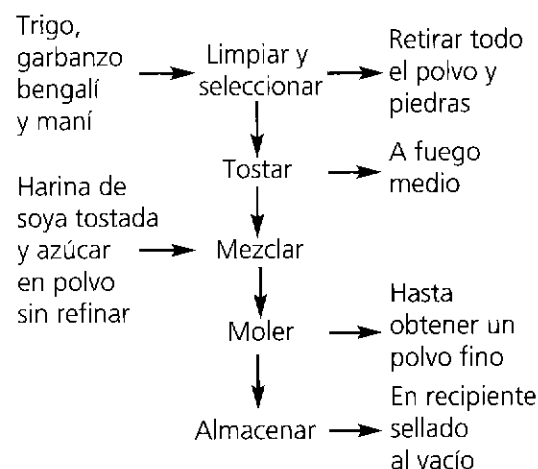 Trigo,
garbanzo
bengalí
y maní
Limpiar y
seleccionar
Retirar todo
el polvo y
piedras
Tostar
A fuego
medio
Harina de
soya tostada
y azúcar
en polvo
sin refinar
Mezclar
Moler
Hasta
obtener un
polvo fino
Almacenar
En recipiente
sellado
al vacío